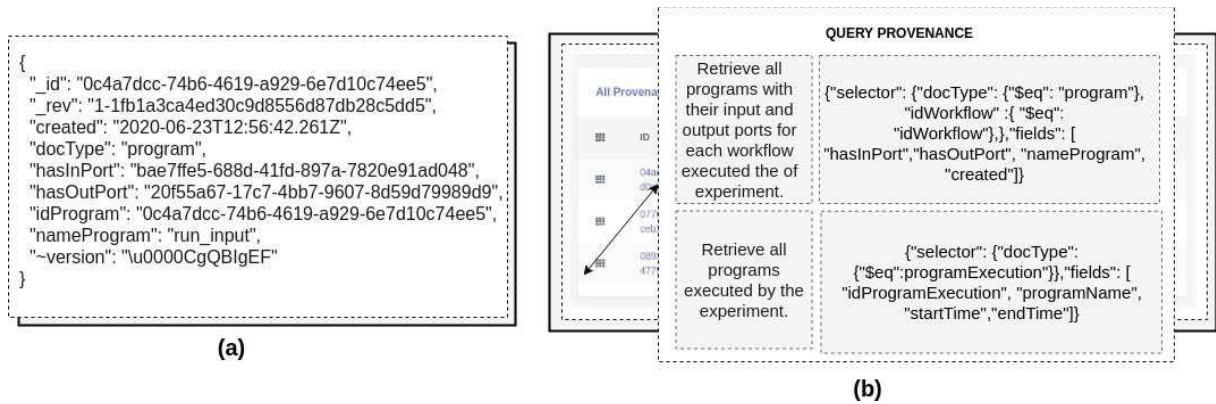 {
"_id": "0c4a7dcc-74b6-4619-a929-6e7d10c74ee5",
"_rev": "1-1fb1a3ca4ed30c9d8556d87db28c5dd5",
"created": "2020-06-23T12:56:42.261Z",
"docType": "program",
"hasInPort": "bae7ffe5-688d-41fd-897a-7820e91ad048",
"hasOutPort": "20f55a67-17c7-4bb7-9607-8d59d79989d9",
"idProgram": "0c4a7dcc-74b6-4619-a929-6e7d10c74ee5",
"nameProgram": "run_input",
"~version": "\u0000CgQBIgEF"
}
(a)
QUERY PROVENANCE
All
ID
Retrieve all
programs with
their input and
output ports for
each workflow
executed the of
experiment.
{"selector": {"docType": {"$eq": "program"},
"idWorkflow" :{ "$eq":
"idWorkflow"},},"fields": [
"hasInPort","hasOutPort", "nameProgram",
"created"]}
Retrieve all
programs
executed by the
experiment.
{"selector": {"docType":
{"$eq":programExecution"}},"fields": [
"idProgramExecution", "programName",
"startTime","endTime"]}
(b)